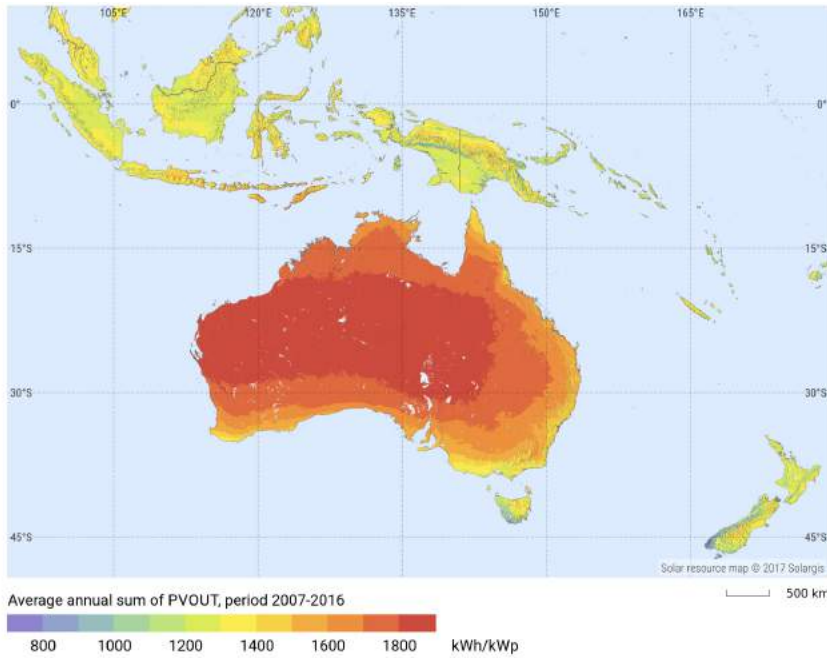 105°E 120°E 135°E 150°E 165°E
0° 0°
15°S 15°S
30°S 30°S
45°S 45°S
Solar resource map © 2017 Solargis
500 km
Average annual sum of PVOUT, period 2007-2016
800 1000 1200 1400 1600 1800 kWh/kWp